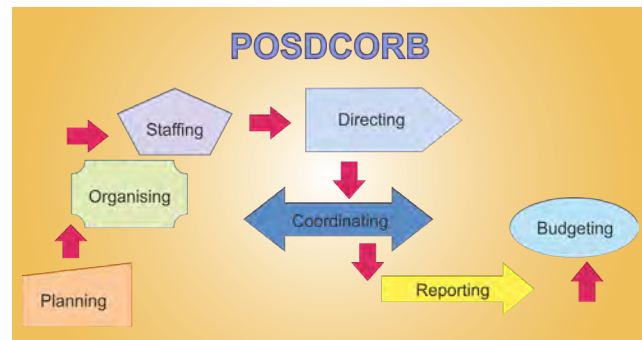 POSDCORB
Planning
Organising
Staffing
Directing
Coordinating
Reporting
Budgeting